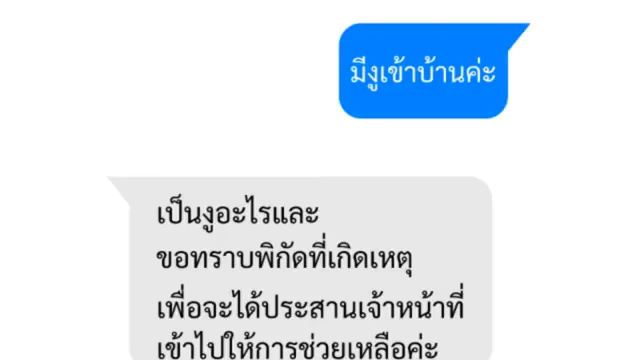 มีงูเข้าบ้านค่ะ
เป็นงูอะไรและ
ขอทราบพิกัดที่เกิดเหตุ
เพื่อจะได้ประสานเจ้าหน้าที่
เข้าไปให้การช่วยเหลือค่ะ